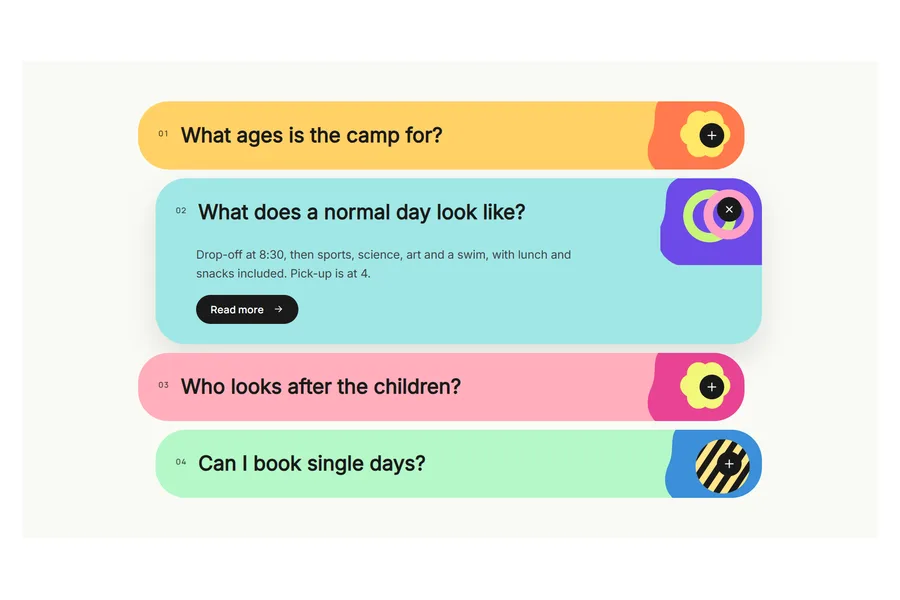 01 What ages is the camp for?
02 What does a normal day look like?
Drop-off at 8:30, then sports, science, art and a swim, with lunch and
snacks included. Pick-up is at 4.
Read more →
03 Who looks after the children?
04 Can I book single days?